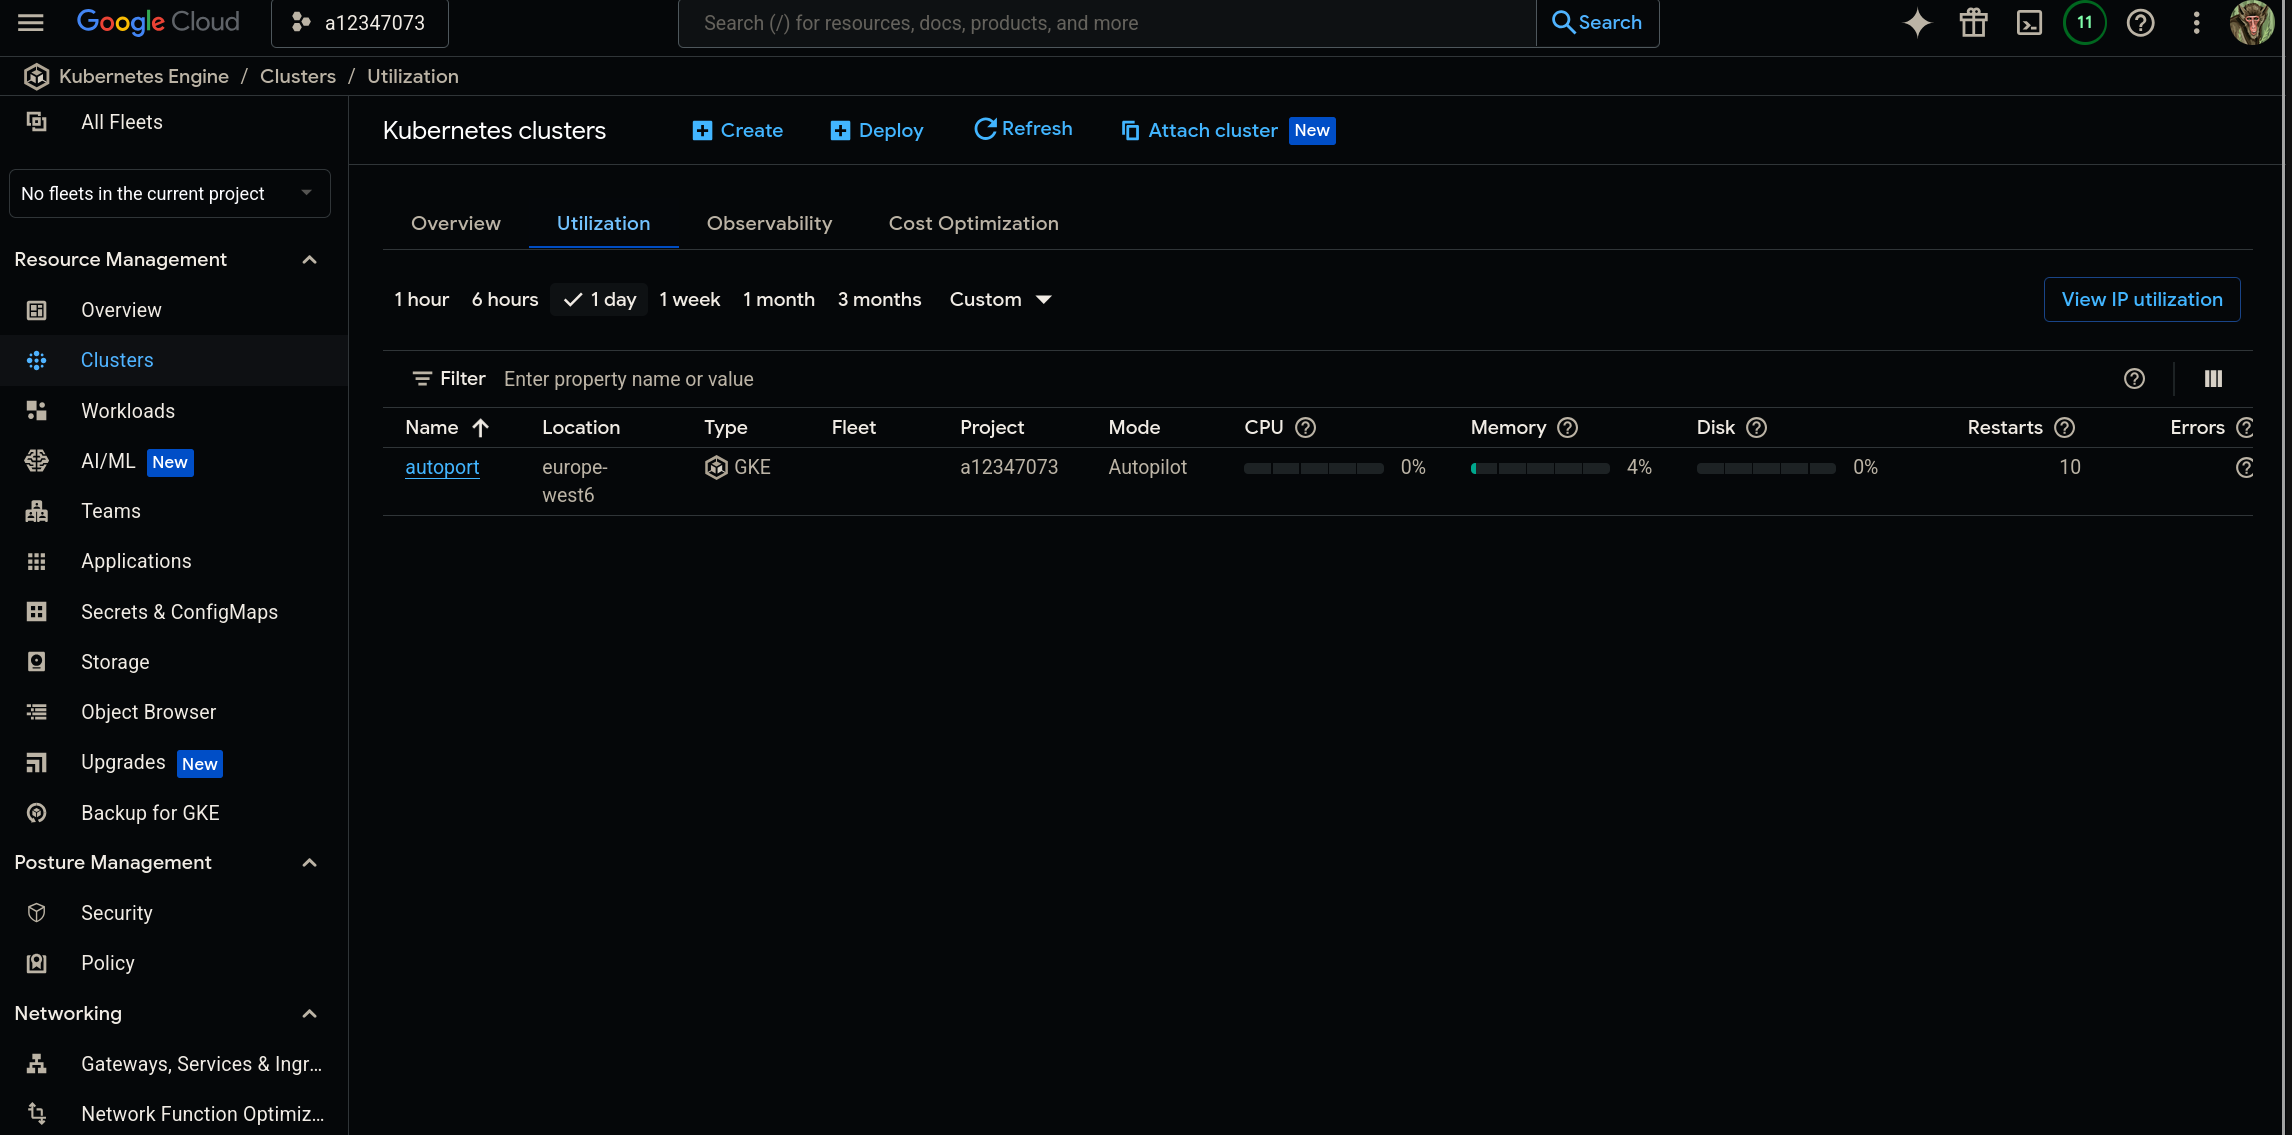 Google Cloud
a12347073
Search (/) for resources, docs, products, and more
Search
11
Kubernetes Engine / Clusters / Utilization
All Fleets
No fleets in the current project
Resource Management
Overview
Clusters
Workloads
AI/ML New
Teams
Applications
Secrets & ConfigMaps
Storage
Object Browser
Upgrades New
Backup for GKE
Posture Management
Security
Policy
Networking
Gateways, Services & Ingr...
Network Function Optimiz...
Kubernetes clusters
Create
Deploy
Refresh
Attach cluster New
Overview Utilization Observability Cost Optimization
1 hour 6 hours 1 day 1 week 1 month 3 months Custom
View IP utilization
Filter Enter property name or value
Name Location Type Fleet Project Mode CPU Memory Disk Restarts Errors
autoport europe- GKE a12347073 Autopilot 0% 4% 0% 10
west6